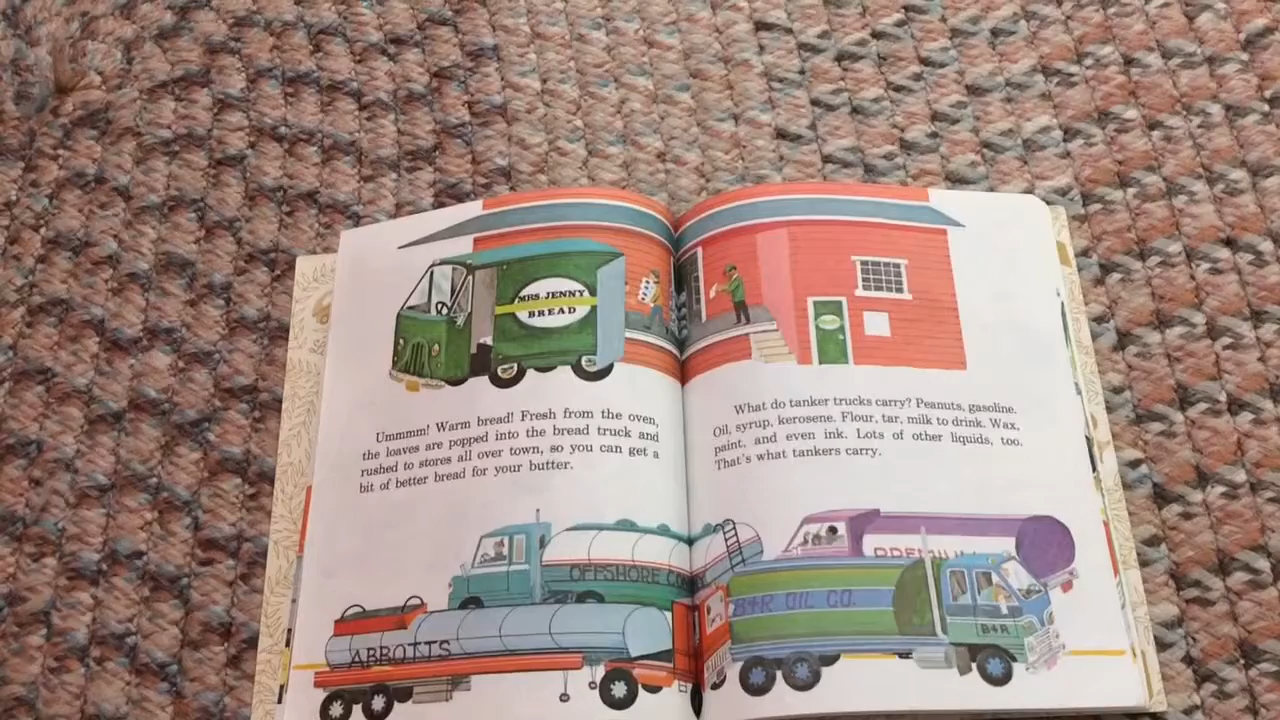 MRS. JENNY
BREAD
Ummmm! Warm bread! Fresh from the oven,
the loaves are popped into the bread truck and
rushed to stores all over town, so you can get a
bit of better bread for your butter.
What do tanker trucks carry? Peanuts, gasoline.
Oil, syrup, kerosene. Flour, tar, milk to drink. Wax,
paint, and even ink. Lots of other liquids, too.
That's what tankers carry.
OFFSHORE
ABBOTTS
PREMIUM
B+R OIL CO.
B+R